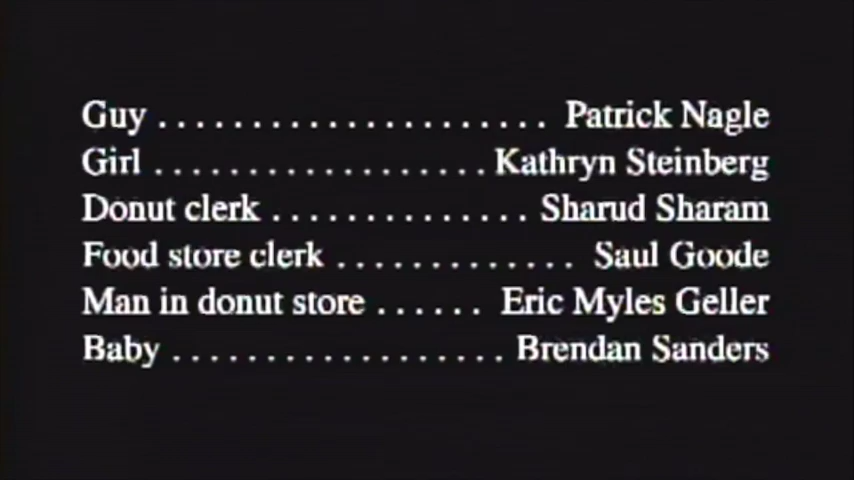 Guy ..................... Patrick Nagle
Girl .................. Kathryn Steinberg
Donut clerk .............. Sharud Sharam
Food store clerk ............. Saul Goode
Man in donut store ...... Eric Myles Geller
Baby .................. Brendan Sanders